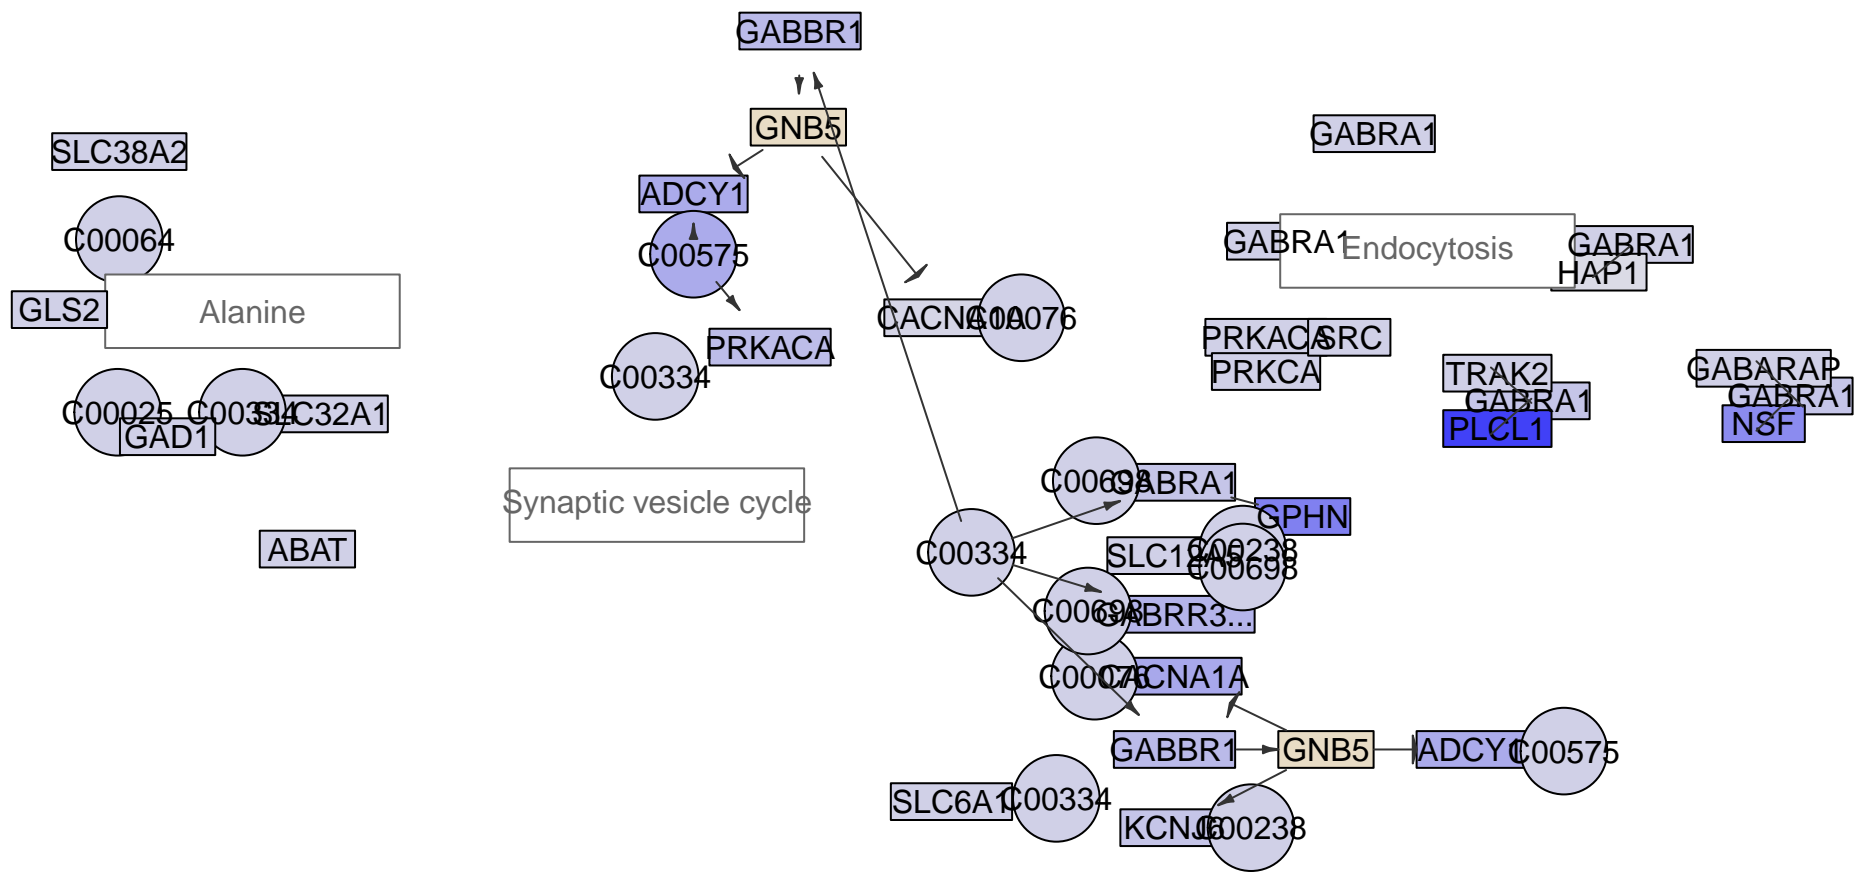 GABBR1
GNB5
SLC38A2
GABRA1
ADCY1
C00064
C00575
GABRA1
Endocytosis
GABRA1
HAP1
GLS2
Alanine
CACNA1A
C00076
PRKACA
C00334
PRKACA
SRC
PRKCA
TRAK2
GABRA1
PLCL1
GABARAP
GABRA1
NSF
C00025
C00334
SLC32A1
GAD1
Synaptic vesicle cycle
C00698
GABRA1
GPHN
ABAT
C00334
SLC12A5
C00238
C00698
C00698
GABRR3...
C00076
CACNA1A
GABBR1
GNB5
ADCY1
C00575
SLC6A1
C00334
KCNJ6
C00238